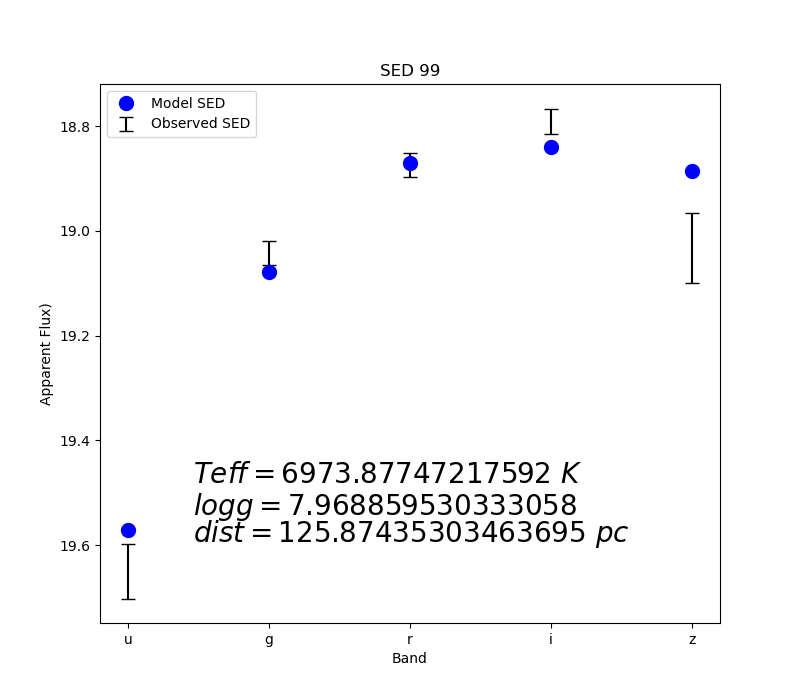 SED 99
Model SED
Observed SED
18.8
19.0
19.2
19.4
19.6
Apparent Flux)
Teff = 6973.87747217592 K
logg = 7.968859530333058
dist = 125.87435303463695 pc
u g r i z
Band